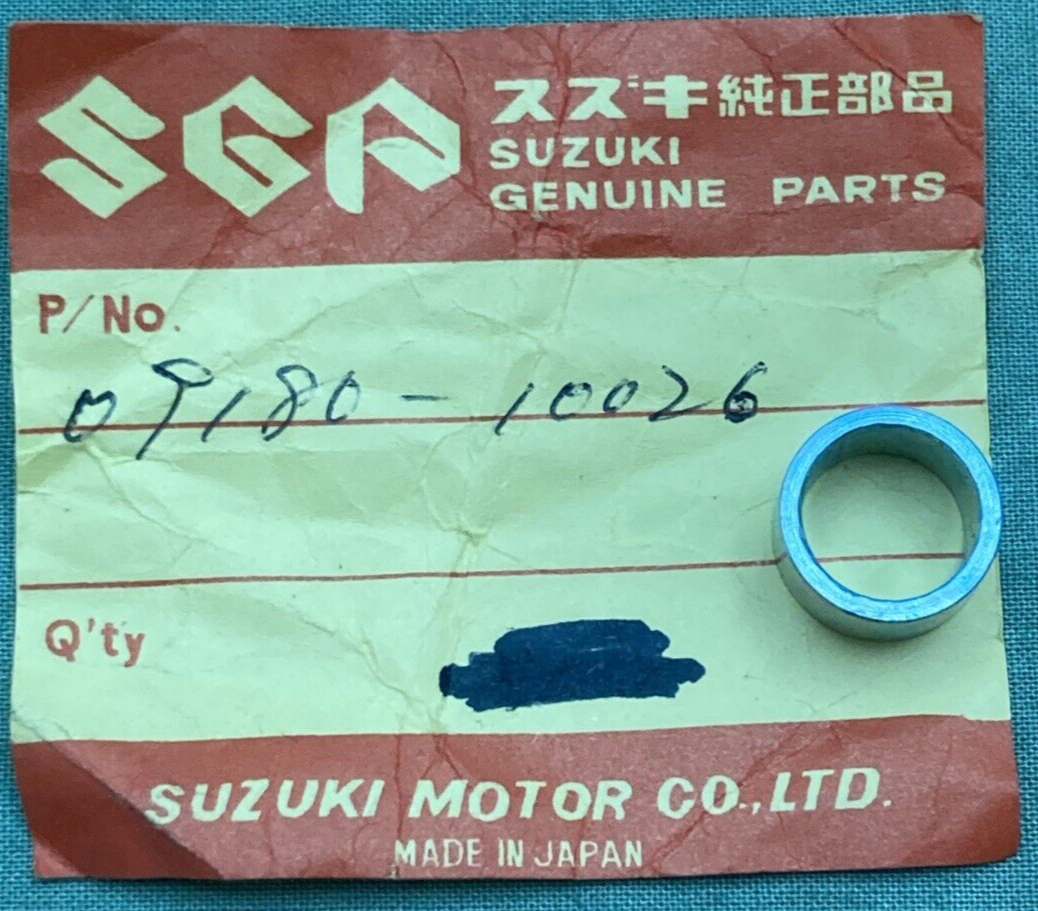 SGP
スズキ純正部品
SUZUKI
GENUINE PARTS
P/No.
09180-10026
Q'ty
SUZUKI MOTOR CO.,LTD.
MADE IN JAPAN